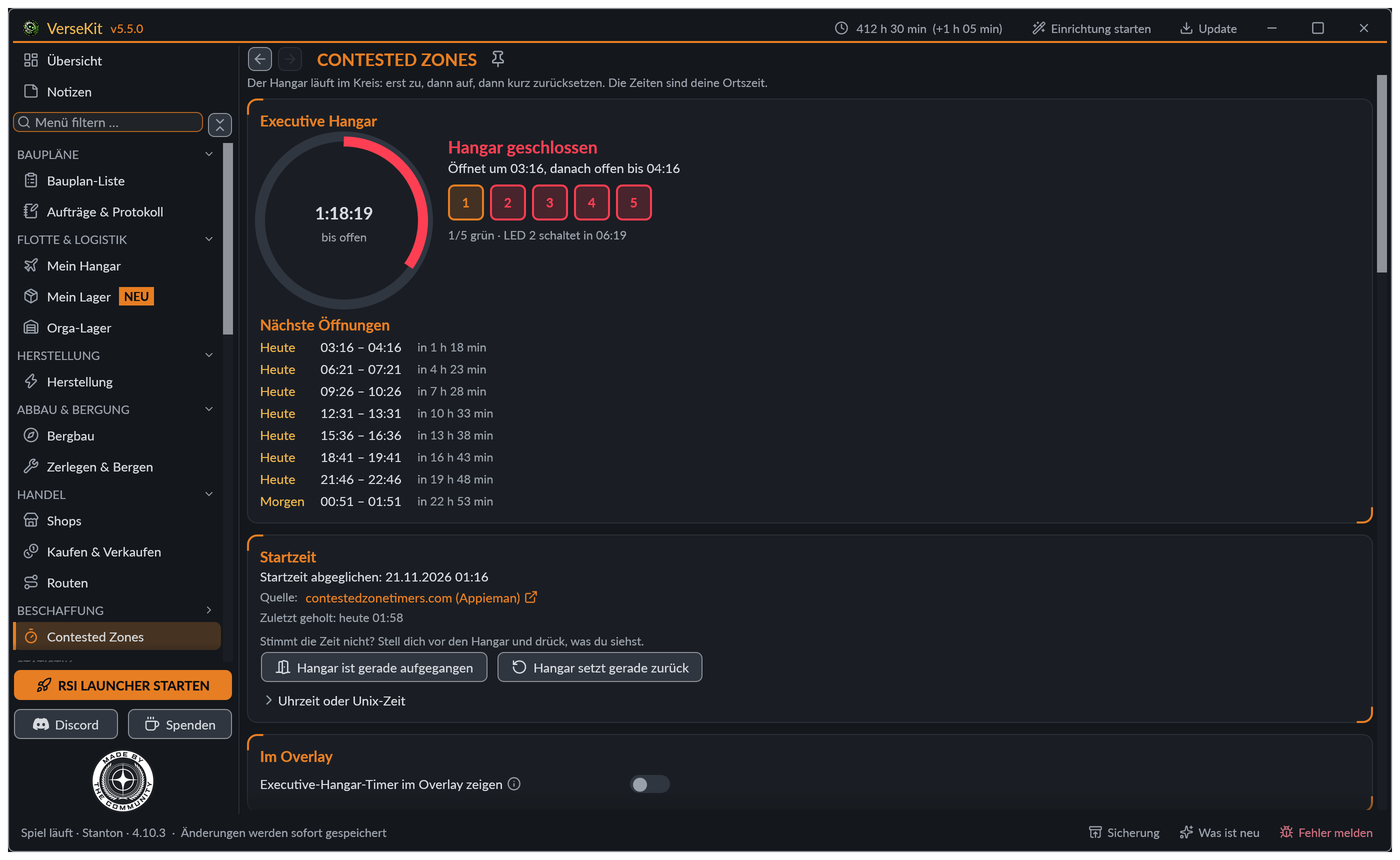 VerseKit v5.5.0
412 h 30 min (+1 h 05 min)
Einrichtung starten
Update
Übersicht
Notizen
Menü filtern ...
BAUPLÄNE
Bauplan-Liste
Aufträge & Protokoll
FLOTTE & LOGISTIK
Mein Hangar
Mein Lager NEU
Orga-Lager
HERSTELLUNG
Herstellung
ABBAU & BERGUNG
Bergbau
Zerlegen & Bergen
HANDEL
Shops
Kaufen & Verkaufen
Routen
BESCHAFFUNG
Contested Zones
RSI LAUNCHER STARTEN
Discord
Spenden
MADE BY
THE COMMUNITY
CONTESTED ZONES
Der Hangar läuft im Kreis: erst zu, dann auf, dann kurz zurücksetzen. Die Zeiten sind deine Ortszeit.
Executive Hangar
1:18:19
bis offen
Hangar geschlossen
Öffnet um 03:16, danach offen bis 04:16
1 2 3 4 5
1/5 grün · LED 2 schaltet in 06:19
Nächste Öffnungen
Heute 03:16 – 04:16 in 1 h 18 min
Heute 06:21 – 07:21 in 4 h 23 min
Heute 09:26 – 10:26 in 7 h 28 min
Heute 12:31 – 13:31 in 10 h 33 min
Heute 15:36 – 16:36 in 13 h 38 min
Heute 18:41 – 19:41 in 16 h 43 min
Heute 21:46 – 22:46 in 19 h 48 min
Morgen 00:51 – 01:51 in 22 h 53 min
Startzeit
Startzeit abgeglichen: 21.11.2026 01:16
Quelle: contestedzonetimers.com (Appieman)
Zuletzt geholt: heute 01:58
Stimmt die Zeit nicht? Stell dich vor den Hangar und drück, was du siehst.
Hangar ist gerade aufgegangen
Hangar setzt gerade zurück
Uhrzeit oder Unix-Zeit
Im Overlay
Executive-Hangar-Timer im Overlay zeigen
Spiel läuft · Stanton · 4.10.3 · Änderungen werden sofort gespeichert
Sicherung
Was ist neu
Fehler melden